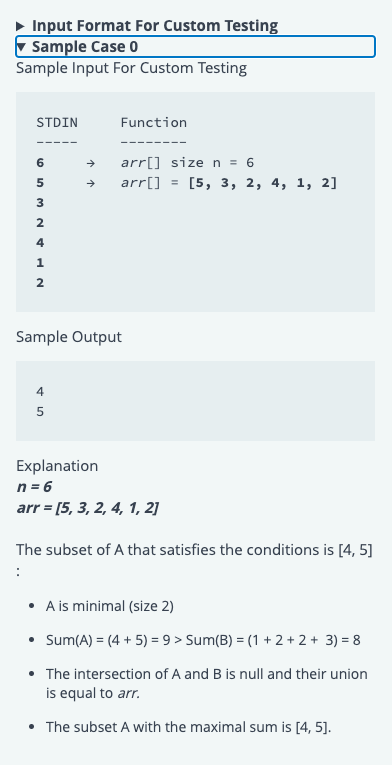 ▶ Input Format For Custom Testing
▼ Sample Case 0
Sample Input For Custom Testing
STDIN Function
----- --------
6 → arr[] size n = 6
5 → arr[] = [5, 3, 2, 4, 1, 2]
3
2
4
1
2
Sample Output
4
5
Explanation
n = 6
arr = [5, 3, 2, 4, 1, 2]
The subset of A that satisfies the conditions is [4, 5]
:
• A is minimal (size 2)
• Sum(A) = (4 + 5) = 9 > Sum(B) = (1 + 2 + 2 + 3) = 8
• The intersection of A and B is null and their union
is equal to arr.
• The subset A with the maximal sum is [4, 5].